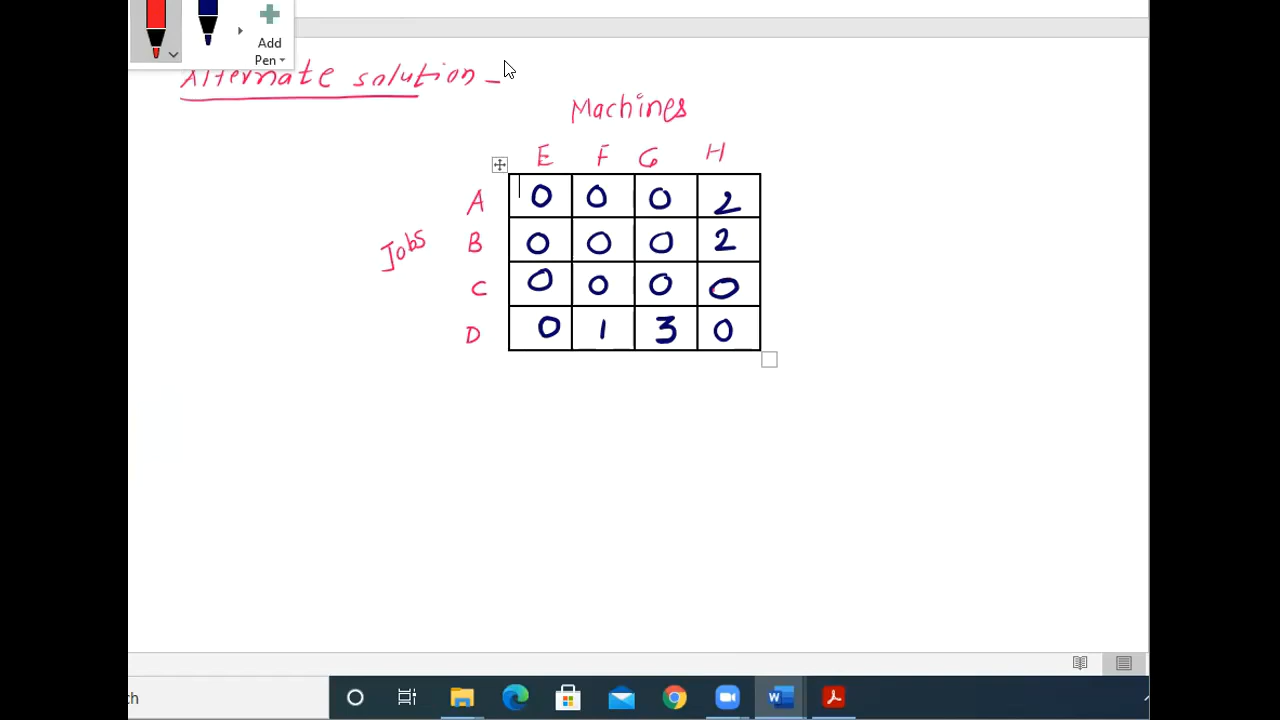 Add
Pen
Alternate solution -
Machines
E F G H
A 0 0 0 2
Jobs B 0 0 0 2
C 0 0 0 0
D 0 1 3 0
ch